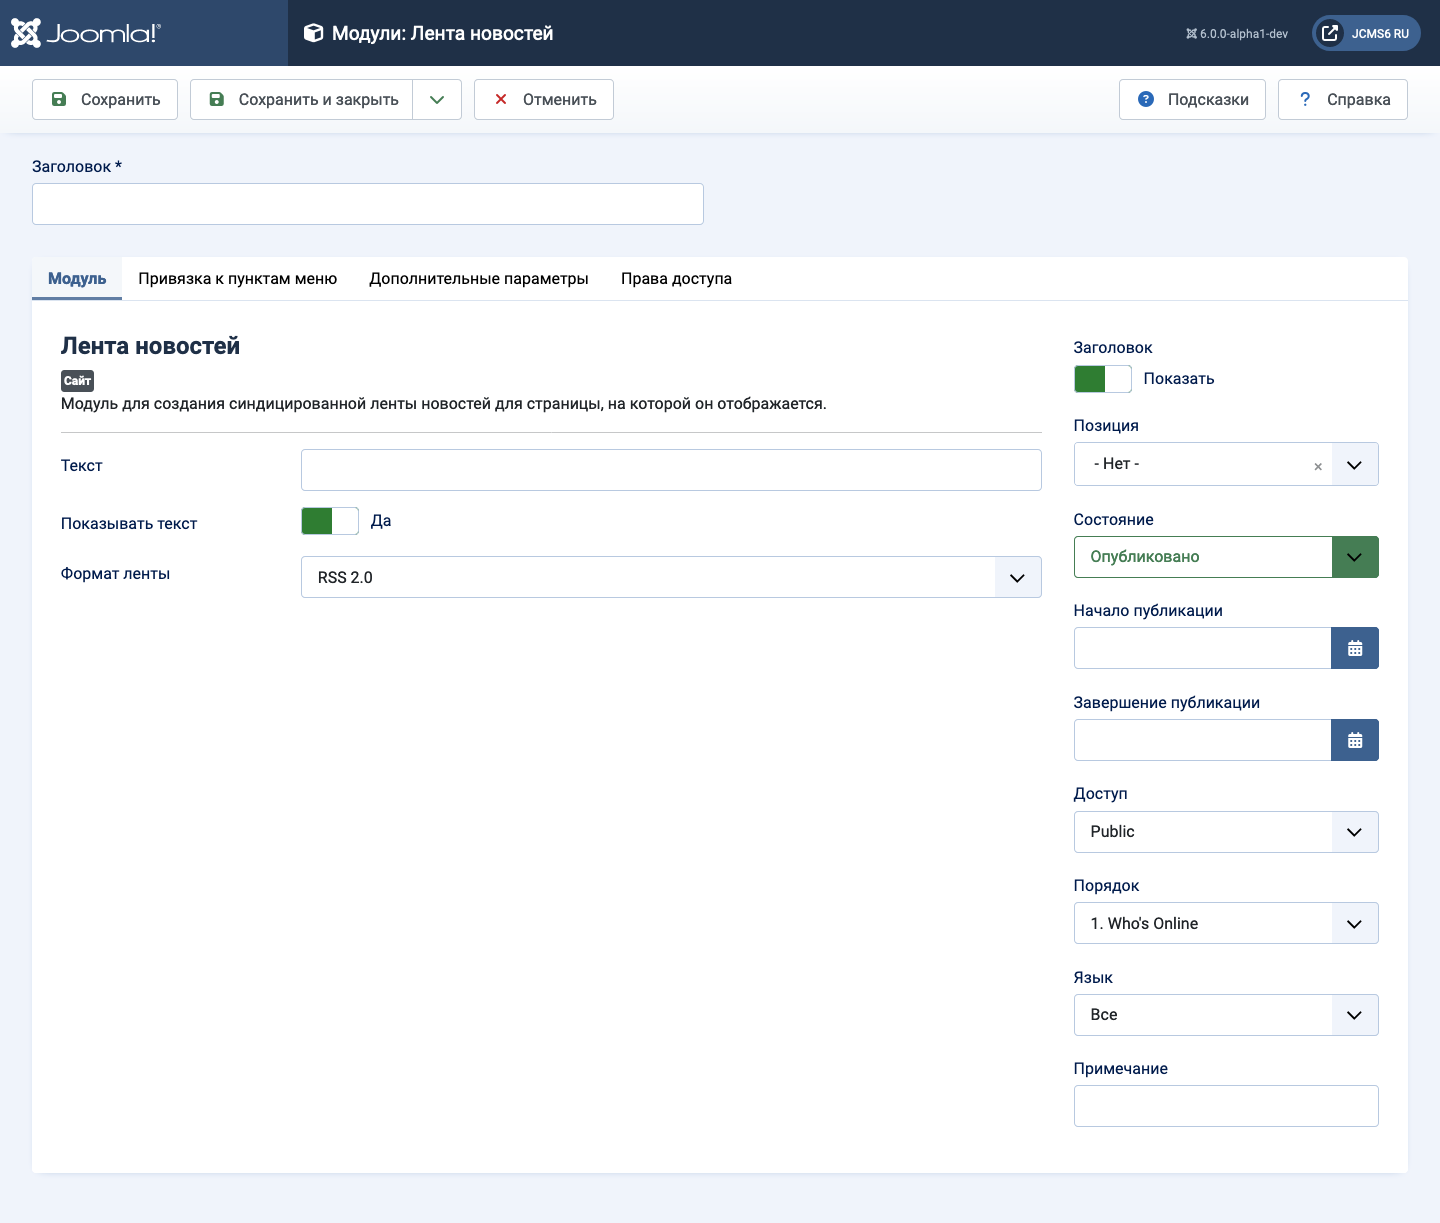 Joomla!®
Модули: Лента новостей
6.0.0-alpha1-dev
JCMS6 RU
Сохранить
Сохранить и закрыть
Отменить
Подсказки
Справка
Заголовок *
Модуль
Привязка к пунктам меню
Дополнительные параметры
Права доступа
Лента новостей
Сайт
Модуль для создания синдицированной ленты новостей для страницы, на которой он отображается.
Текст
Показывать текст
Да
Формат ленты
RSS 2.0
Заголовок
Показать
Позиция
- Нет -
Состояние
Опубликовано
Начало публикации
Завершение публикации
Доступ
Public
Порядок
1. Who's Online
Язык
Все
Примечание